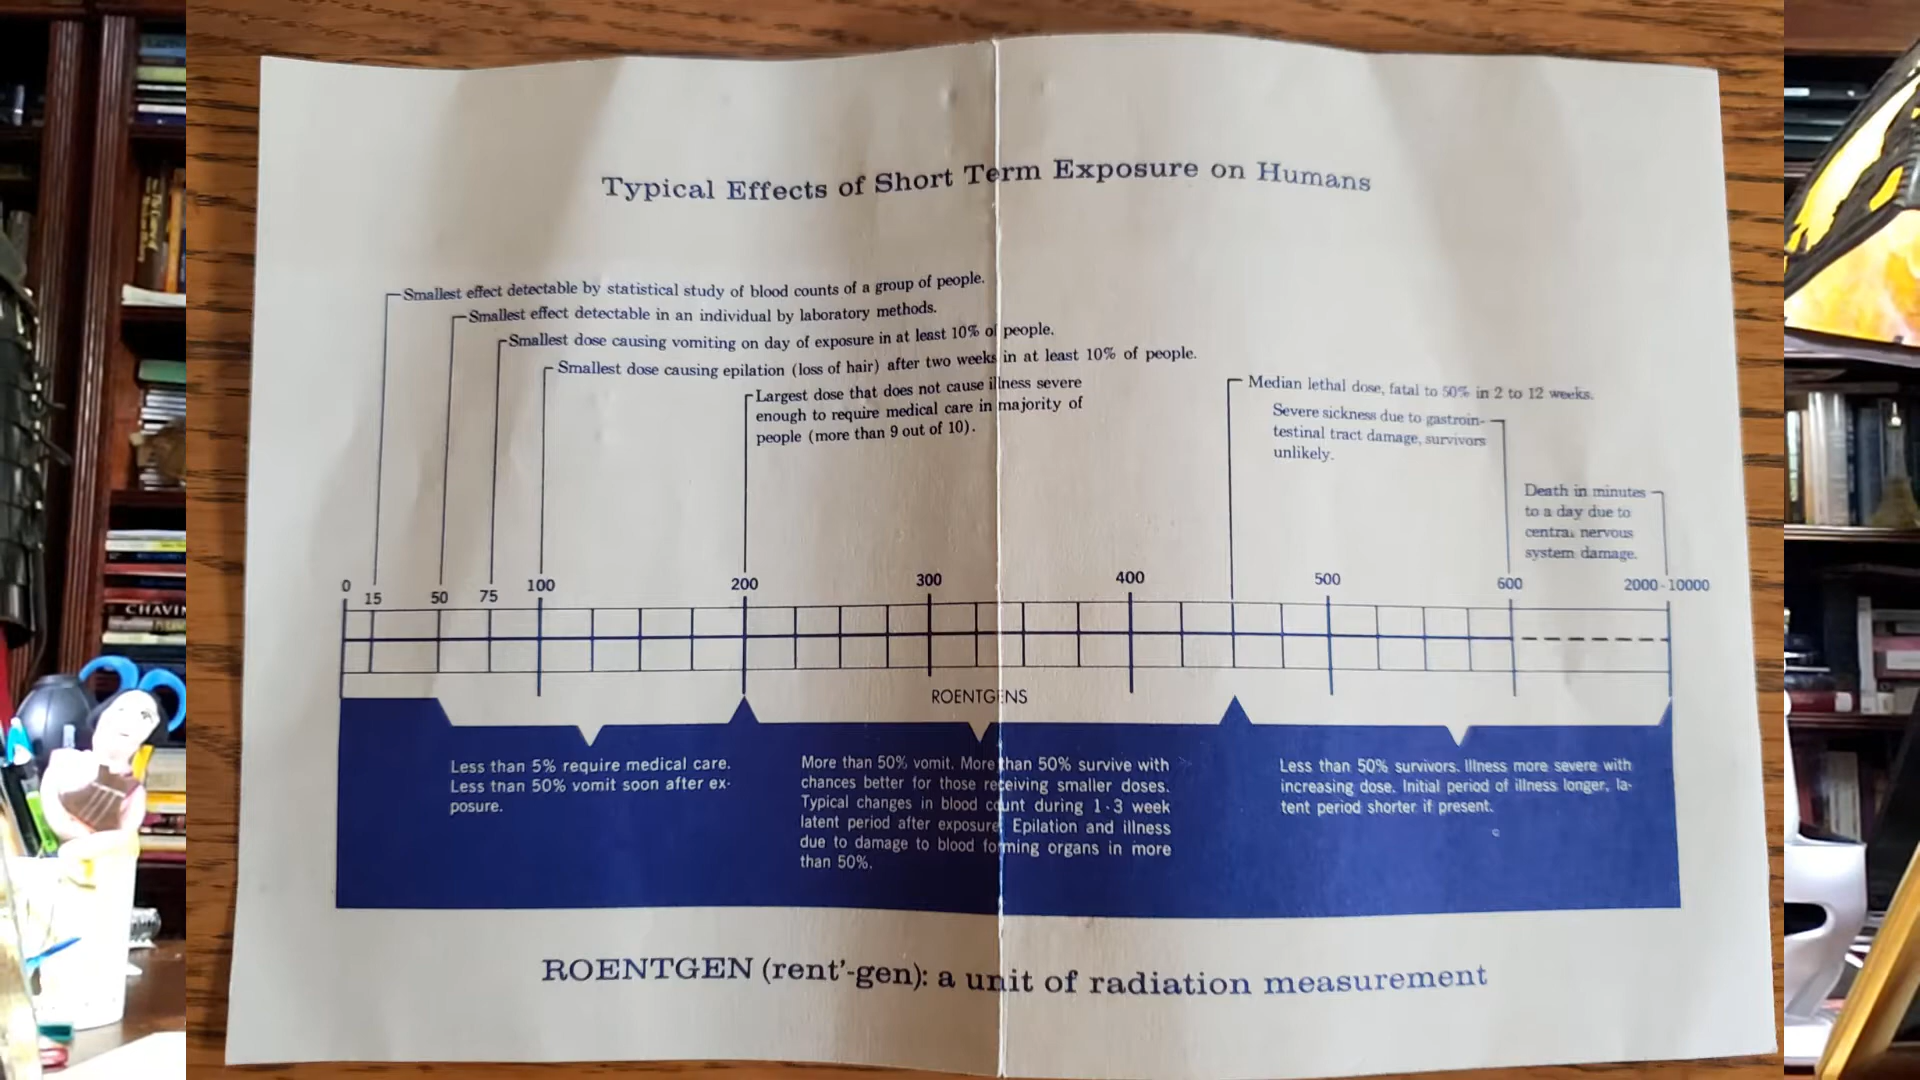 Typical Effects of Short Term Exposure on Humans
Smallest effect detectable by statistical study of blood counts of a group of people.
Smallest effect detectable in an individual by laboratory methods.
Smallest dose causing vomiting on day of exposure in at least 10% of people.
Smallest dose causing epilation (loss of hair) after two weeks in at least 10% of people.
Largest dose that does not cause illness severe
enough to require medical care in majority of
people (more than 9 out of 10).
Median lethal dose, fatal to 50% in 2 to 12 weeks.
Severe sickness due to gastroin-
testinal tract damage, survivors
unlikely.
Death in minutes
to a day due to
central nervous
system damage.
0 15 50 75 100 200 300 400 500 600 2000-10000
ROENTGENS
Less than 5% require medical care.
Less than 50% vomit soon after ex-
posure.
More than 50% vomit. More than 50% survive with
chances better for those receiving smaller doses.
Typical changes in blood count during 1-3 week
latent period after exposure. Epilation and illness
due to damage to blood forming organs in more
than 50%.
Less than 50% survivors. Illness more severe with
increasing dose. Initial period of illness longer, la-
tent period shorter if present.
ROENTGEN (rent'-gen): a unit of radiation measurement
CHAVIN